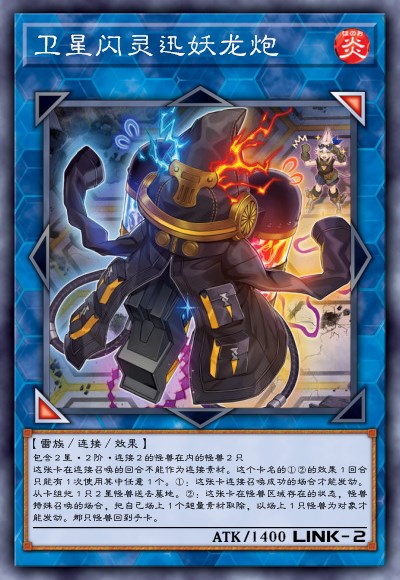 卫星闪灵迅妖龙炮
ほのお
炎
【雷族／连接／效果】
包含2星·2阶·连接2的怪兽在内的怪兽2只
这张卡在连接召唤的回合不能作为连接素材。这个卡名的①②的效果1回合
只能有1次使用其中任意1个。①：这张卡连接召唤成功的场合才能发动。
从卡组把1只2星怪兽送去墓地。②：这张卡在怪兽区域存在的状态，怪兽
特殊召唤的场合，把自己场上1个超量素材取除，以场上1只怪兽为对象才
能发动。那只怪兽回到手卡。
ATK/1400 LINK-2